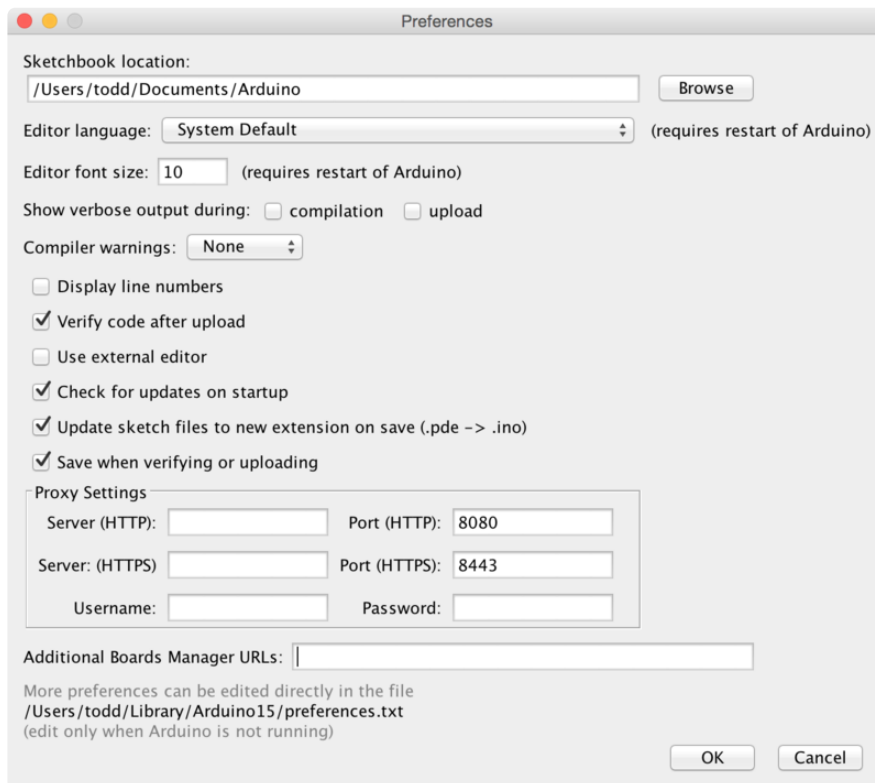 Preferences
Sketchbook location:
/Users/todd/Documents/Arduino Browse
Editor language: System Default (requires restart of Arduino)
Editor font size: 10 (requires restart of Arduino)
Show verbose output during: compilation upload
Compiler warnings: None
Display line numbers
Verify code after upload
Use external editor
Check for updates on startup
Update sketch files to new extension on save (.pde -> .ino)
Save when verifying or uploading
Proxy Settings
Server (HTTP): Port (HTTP): 8080
Server: (HTTPS) Port (HTTPS): 8443
Username: Password:
Additional Boards Manager URLs:
More preferences can be edited directly in the file
/Users/todd/Library/Arduino15/preferences.txt
(edit only when Arduino is not running)
OK Cancel